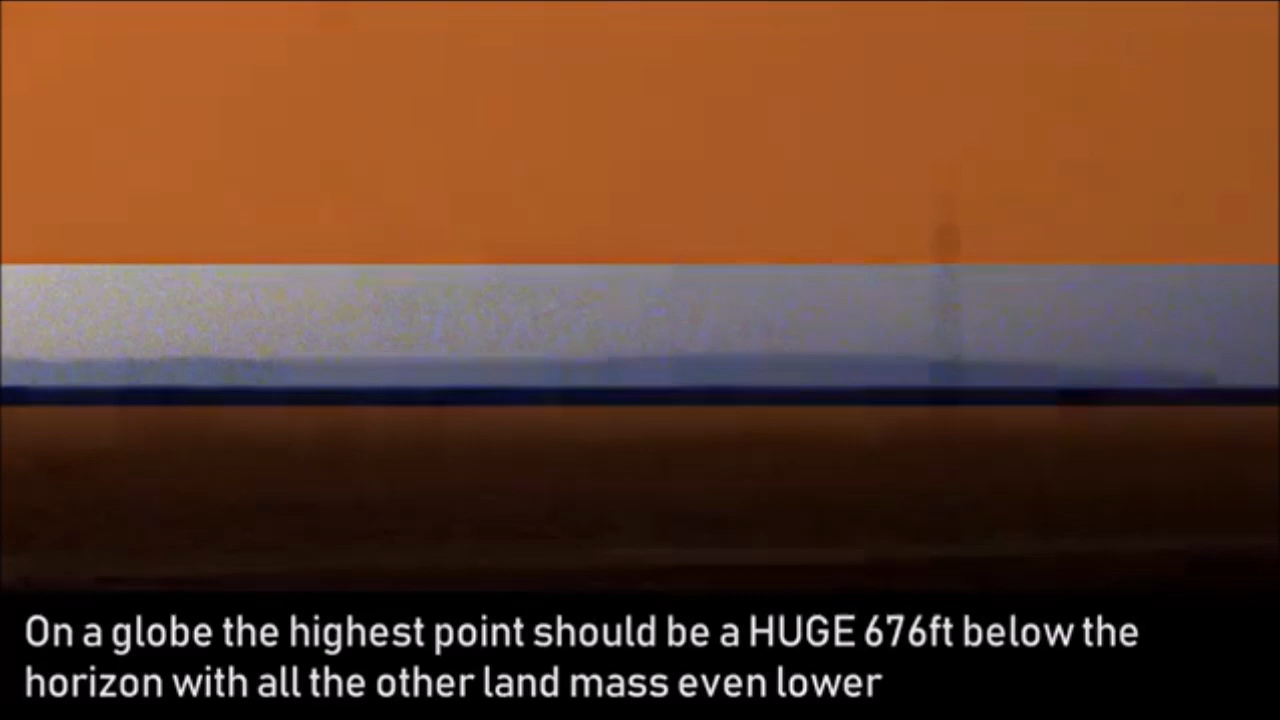 On a globe the highest point should be a HUGE 676ft below the
horizon with all the other land mass even lower